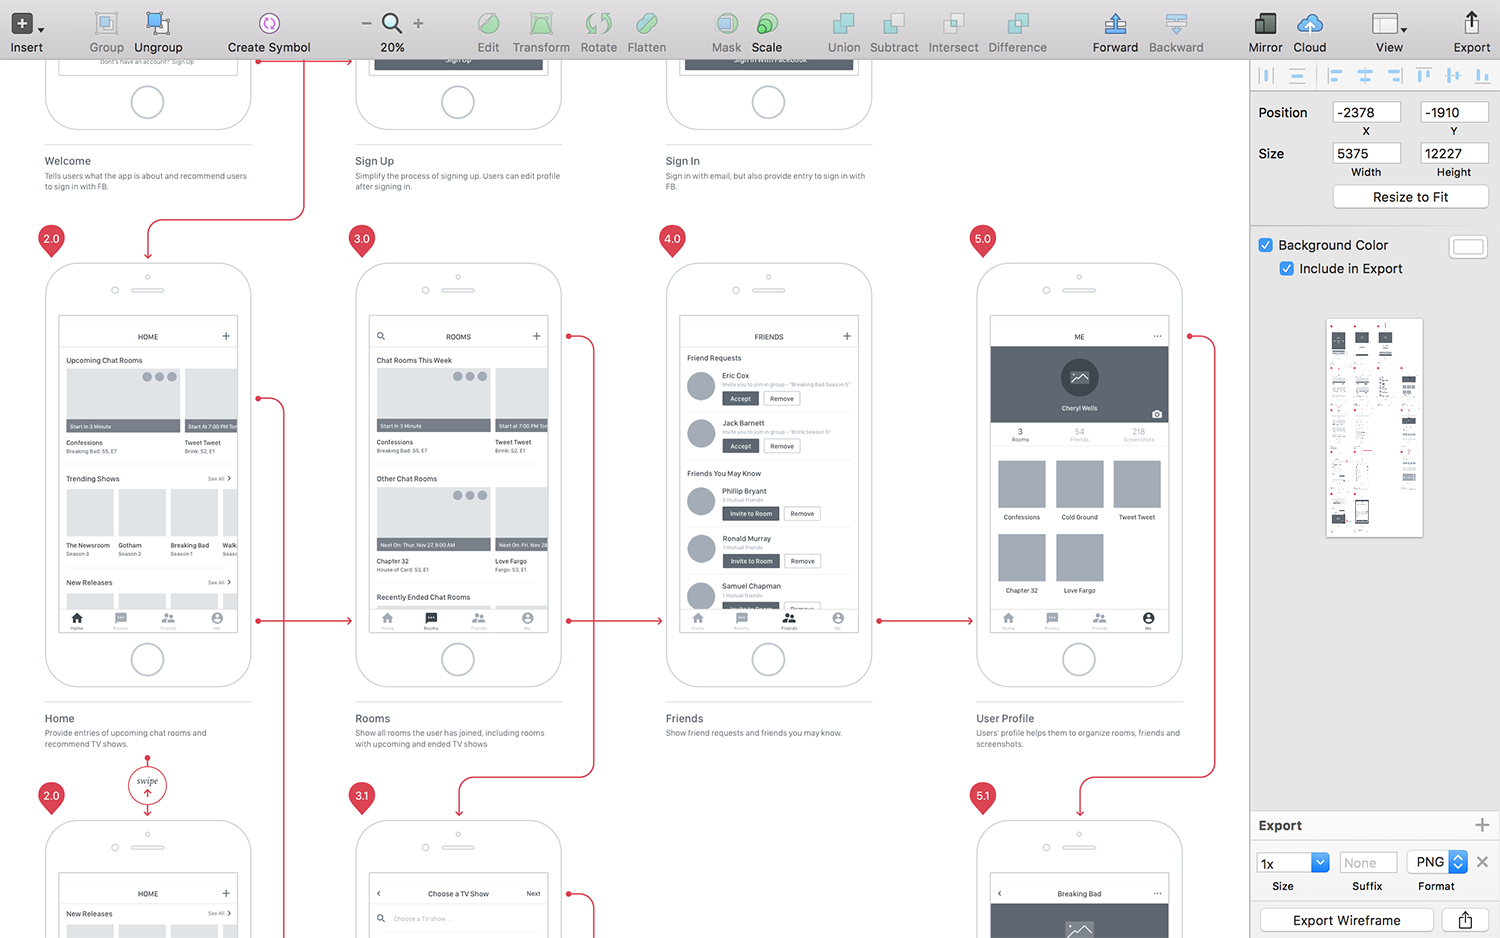 Insert
Group
Ungroup
Create Symbol
20%
Edit
Transform
Rotate
Flatten
Mask
Scale
Union
Subtract
Intersect
Difference
Forward
Backward
Mirror
Cloud
View
Export
Dont's have an account? Sign Up
Sign Up
Sign In With Facebook
Welcome
Tells users what the app is about and recommend users
to sign in with FB.
Sign Up
Simplify the process of signing up. Users can edit profile
after signing in.
Sign In
Sign in with email, but also provide entry to sign in with
FB.
2.0
3.0
4.0
5.0
HOME
Upcoming Chat Rooms
Start In 3 Minute
Start At 7:00 PM Tor
Confessions
Breaking Bad: S5, E7
Tweet Tweet
Brink: S2, E1
Trending Shows
See All
The Newsroom
Season 3
Gotham
Season 2
Breaking Bad
Season 1
Walk
Seas
New Releases
See All
Home
Rooms
Friends
Me
ROOMS
Chat Rooms This Week
Start In 3 Minute
Start at 7:00 PM Tor
Confessions
Breaking Bad: S5, E7
Tweet Tweet
Brink: S2, E1
Other Chat Rooms
Next On: Thur. Nov 27, 9:00 AM
Next On: Fri. Nov 28
Chapter 32
House of Card: S3, E1
Love Fargo
Fargo: S3, E1
Recently Ended Chat Rooms
Home
Rooms
Friends
Me
FRIENDS
Friend Requests
Eric Cox
Invite you to join in group - "Breaking Bad Season 5"
Accept
Remove
Jack Barnett
Invite you to join in group - "Brink Season 5"
Accept
Remove
Friends You May Know
Phillip Bryant
3 mutual friends
Invite to Room
Remove
Ronald Murray
1 mutual friends
Invite to Room
Remove
Samuel Chapman
1 mutual friends
Invite to Room
Remove
Home
Rooms
Friends
Me
ME
Cheryl Wells
3
Rooms
54
Friends
218
Screenshots
Confessions
Cold Ground
Tweet Tweet
Chapter 32
Love Fargo
Home
Rooms
Friends
Me
Home
Provide entries of upcoming chat rooms and
recommend TV shows.
Rooms
Show all rooms the user has joined, including rooms
with upcoming and ended TV shows
Friends
Show friend requests and friends you may know.
User Profile
Users' profile helps them to organize rooms, friends and
screenshots.
swipe
2.0
3.1
5.1
HOME
New Releases
See All
Choose a TV Show
Next
Choose a TV show ...
Breaking Bad
Position
-2378
-1910
X
Y
Size
5375
12227
Width
Height
Resize to Fit
Background Color
Include in Export
Export
1x
None
PNG
Size
Suffix
Format
Export Wireframe